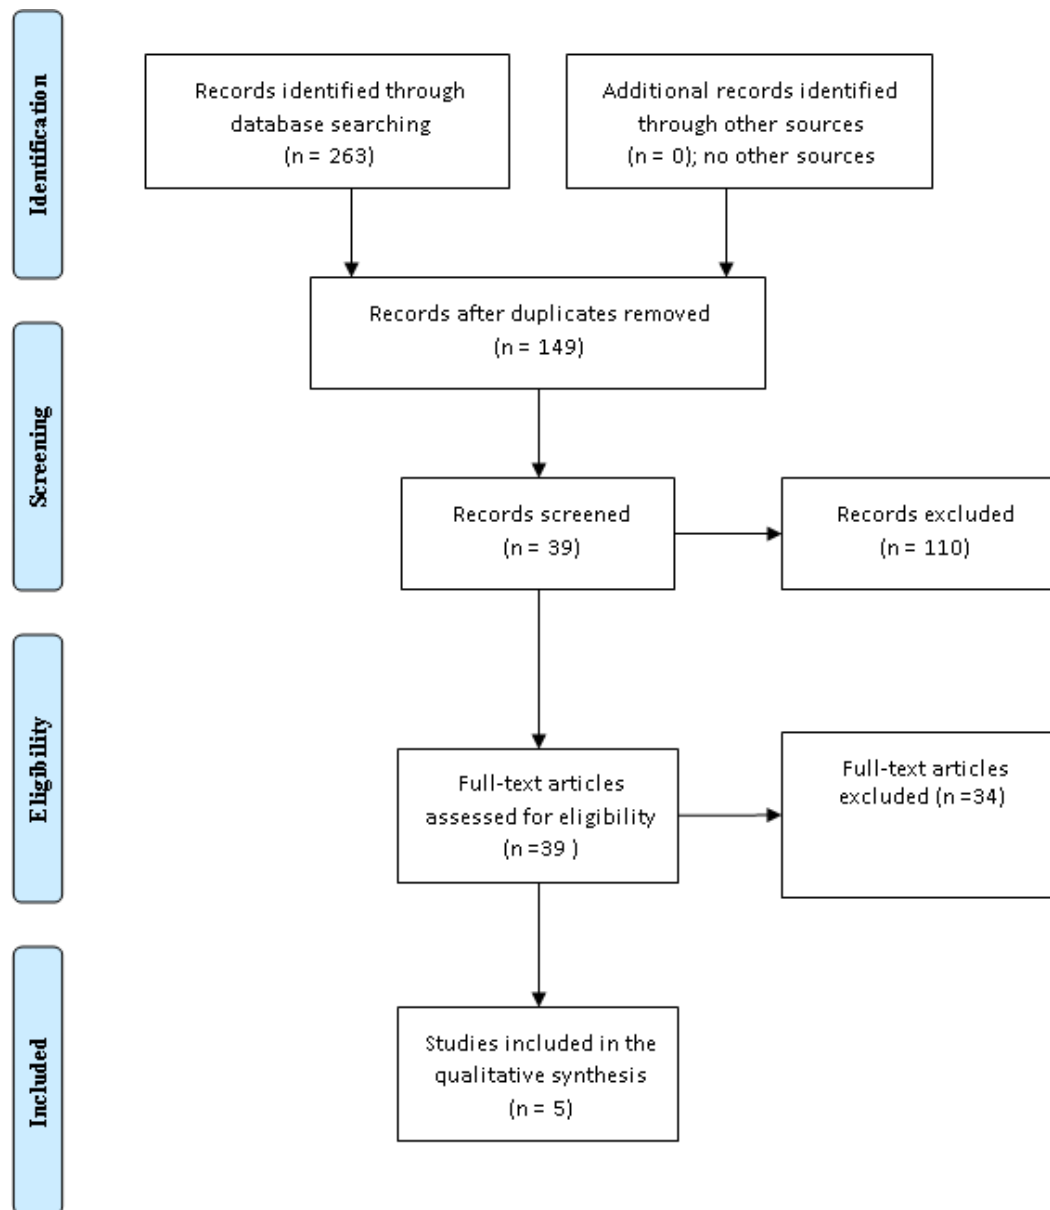 Identification
Records identified through
database searching
(n = 263)
Additional records identified
through other sources
(n = 0); no other sources
Records after duplicates removed
(n = 149)
Screening
Records screened
(n = 39)
Records excluded
(n = 110)
Eligibility
Full-text articles
assessed for eligibility
(n =39 )
Full-text articles
excluded (n =34)
Included
Studies included in the
qualitative synthesis
(n = 5)